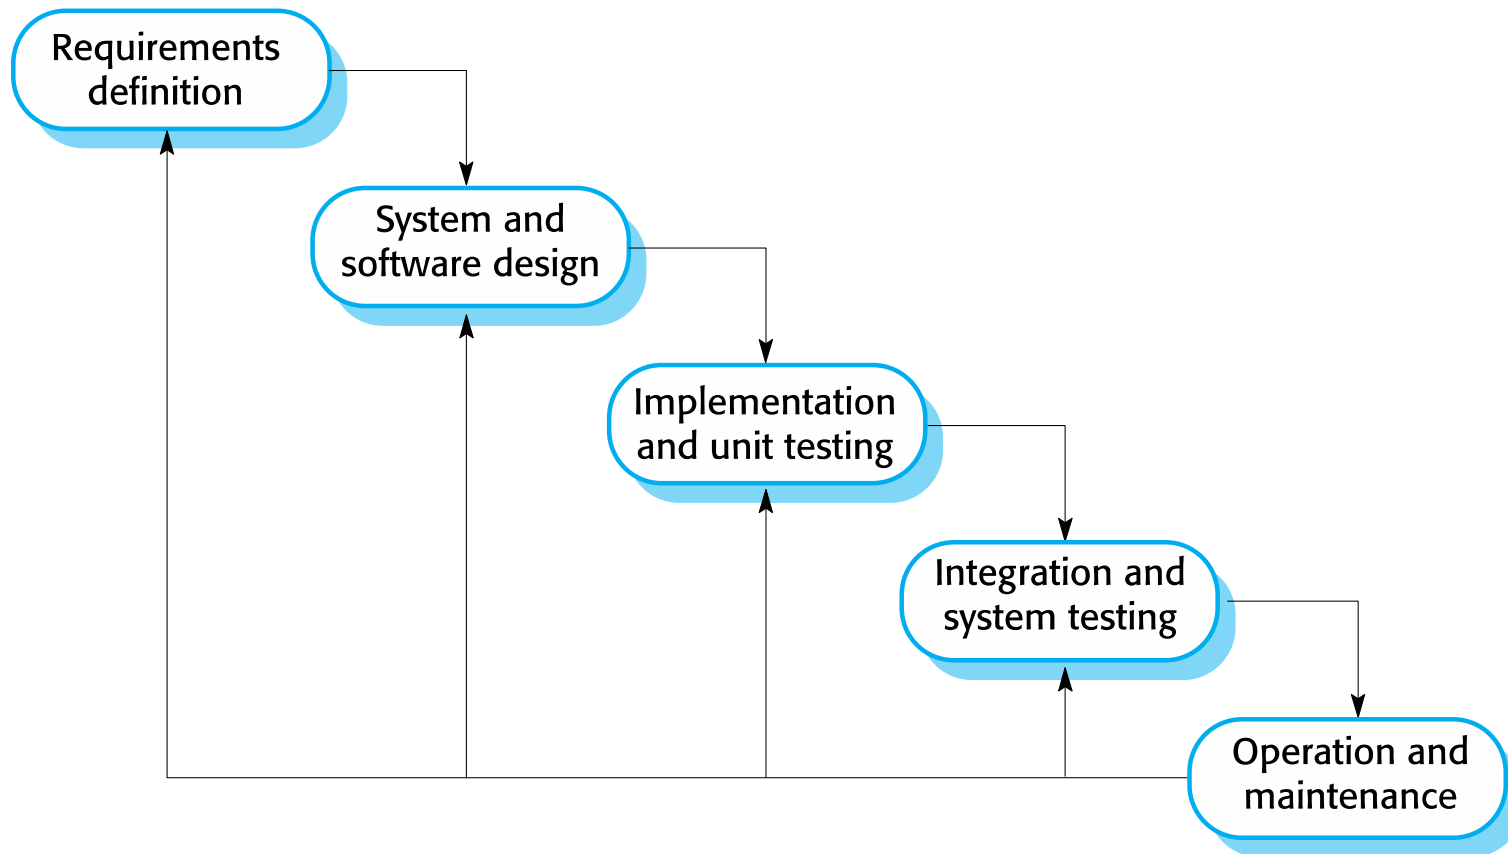 Requirements
definition
System and
software design
Implementation
and unit testing
Integration and
system testing
Operation and
maintenance